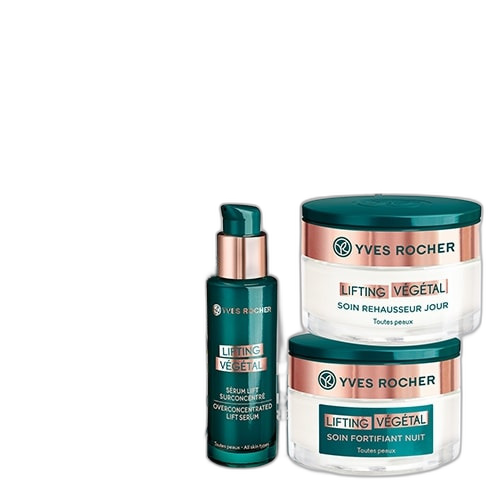 YVES ROCHER
LIFTING
VÉGÉTAL
SÉRUM LIFT
SURCONCENTRÉ
OVERCONCENTRATED
LIFT SERUM
Toutes peaux - All skin types
YVES ROCHER
LIFTING VÉGÉTAL
SOIN REHAUSSEUR JOUR
Toutes peaux
YVES ROCHER
LIFTING VÉGÉTAL
SOIN FORTIFIANT NUIT
Toutes peaux